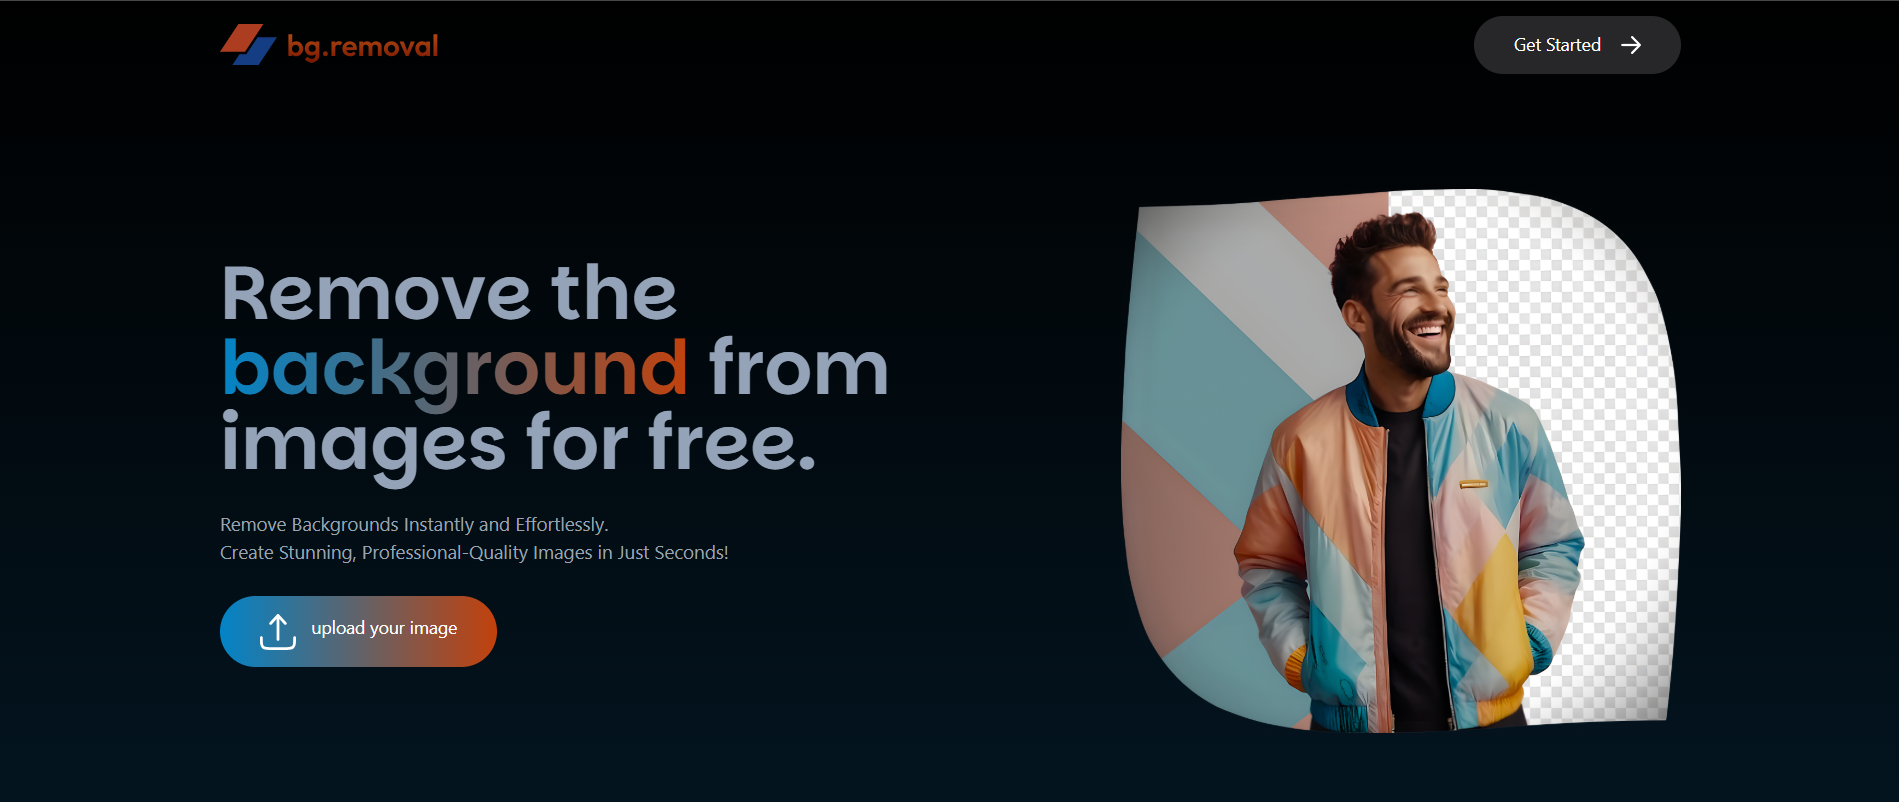 bg.removal
Get Started
Remove the
background from
images for free.
Remove Backgrounds Instantly and Effortlessly.
Create Stunning, Professional-Quality Images in Just Seconds!
upload your image